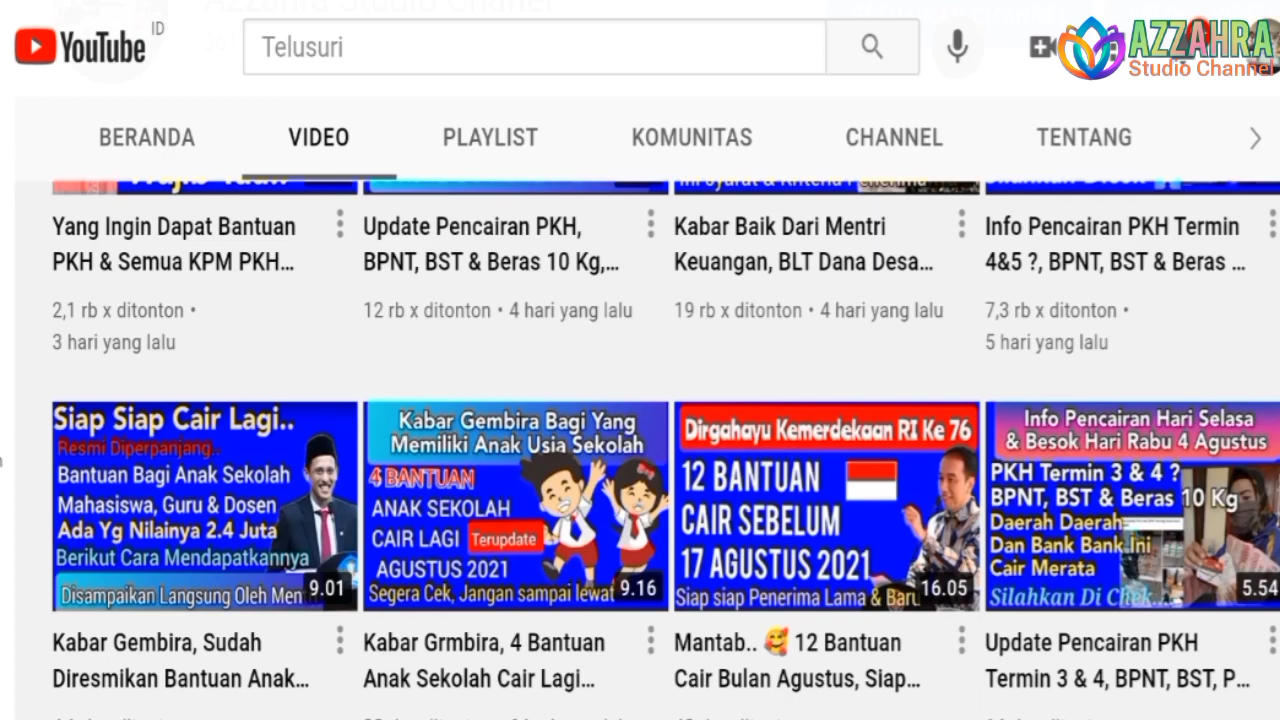 YouTube
ID
Telusuri
AZZAHRA
Studio Channel
BERANDA
VIDEO
PLAYLIST
KOMUNITAS
CHANNEL
TENTANG
Yang Ingin Dapat Bantuan
PKH & Semua KPM PKH...
2,1 rb x ditonton •
3 hari yang lalu
Update Pencairan PKH,
BPNT, BST & Beras 10 Kg,...
12 rb x ditonton • 4 hari yang lalu
Kabar Baik Dari Mentri
Keuangan, BLT Dana Desa...
19 rb x ditonton • 4 hari yang lalu
Info Pencairan PKH Termin
4&5 ?, BPNT, BST & Beras ...
7,3 rb x ditonton •
5 hari yang lalu
Siap Siap Cair Lagi..
Resmi Diperpanjang..
Bantuan Bagi Anak Sekolah
Mahasiswa, Guru & Dosen
Ada Yg Nilainya 2.4 Juta
Berikut Cara Mendapatkannya
Disampaikan Langsung Oleh
9.01
Kabar Gembira, Sudah
Diresmikan Bantuan Anak...
Kabar Gembira Bagi Yang
Memiliki Anak Usia Sekolah
4 BANTUAN
ANAK SEKOLAH
CAIR LAGI Terupdate
AGUSTUS 2021
Segera Cek, Jangan sampai lewat
9.16
Kabar Grmbira, 4 Bantuan
Anak Sekolah Cair Lagi...
Dirgahayu Kemerdekaan RI Ke 76
12 BANTUAN
CAIR SEBELUM
17 AGUSTUS 2021
Siap siap Penerima Lama &
16.05
Mantab.. 🥰 12 Bantuan
Cair Bulan Agustus, Siap...
Info Pencairan Hari Selasa
& Besok Hari Rabu 4 Agustus
PKH Termin 3 & 4 ?
BPNT, BST & Beras 10 Kg
Daerah Daerah
Dan Bank Bank Ini
Cair Merata
Silahkan Di Chek...
5.54
Update Pencairan PKH
Termin 3 & 4, BPNT, BST, P...